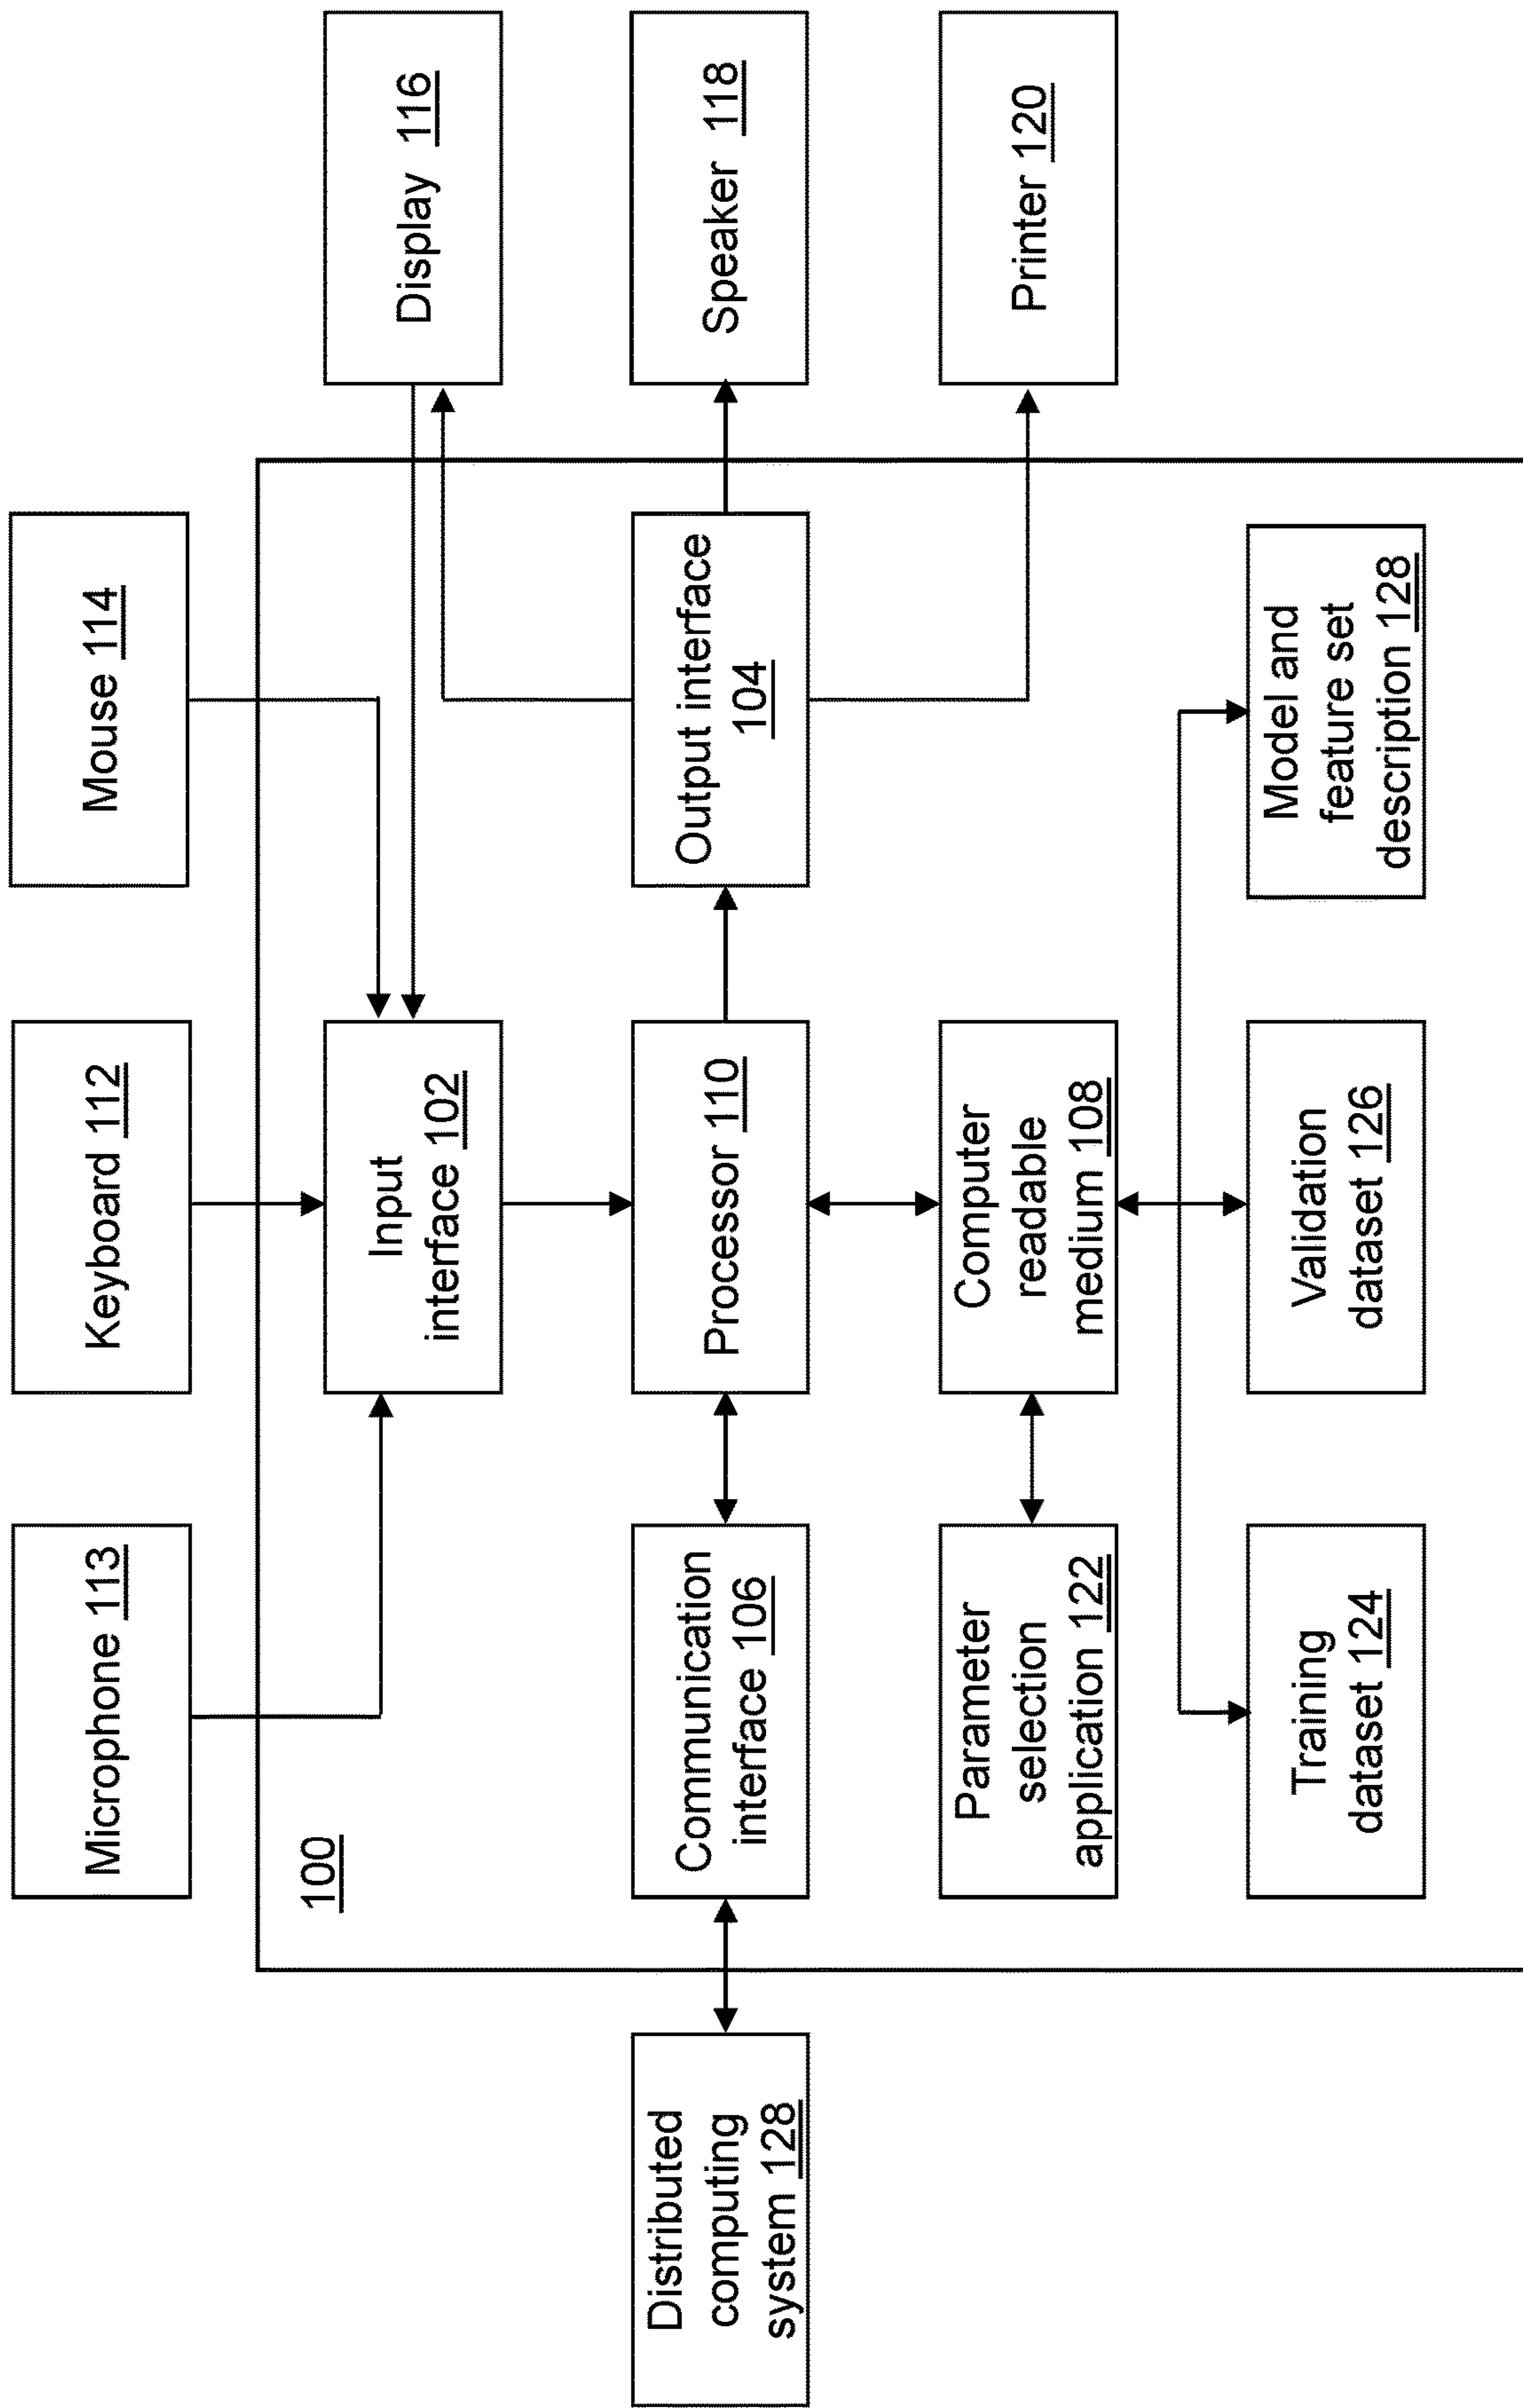 Microphone 113
Keyboard 112
Mouse 114
100
Input
interface 102
Display 116
Distributed
computing
system 128
Communication
interface 106
Processor 110
Output interface
104
Speaker 118
Parameter
selection
application 122
Computer
readable
medium 108
Printer 120
Training
dataset 124
Validation
dataset 126
Model and
feature set
description 128